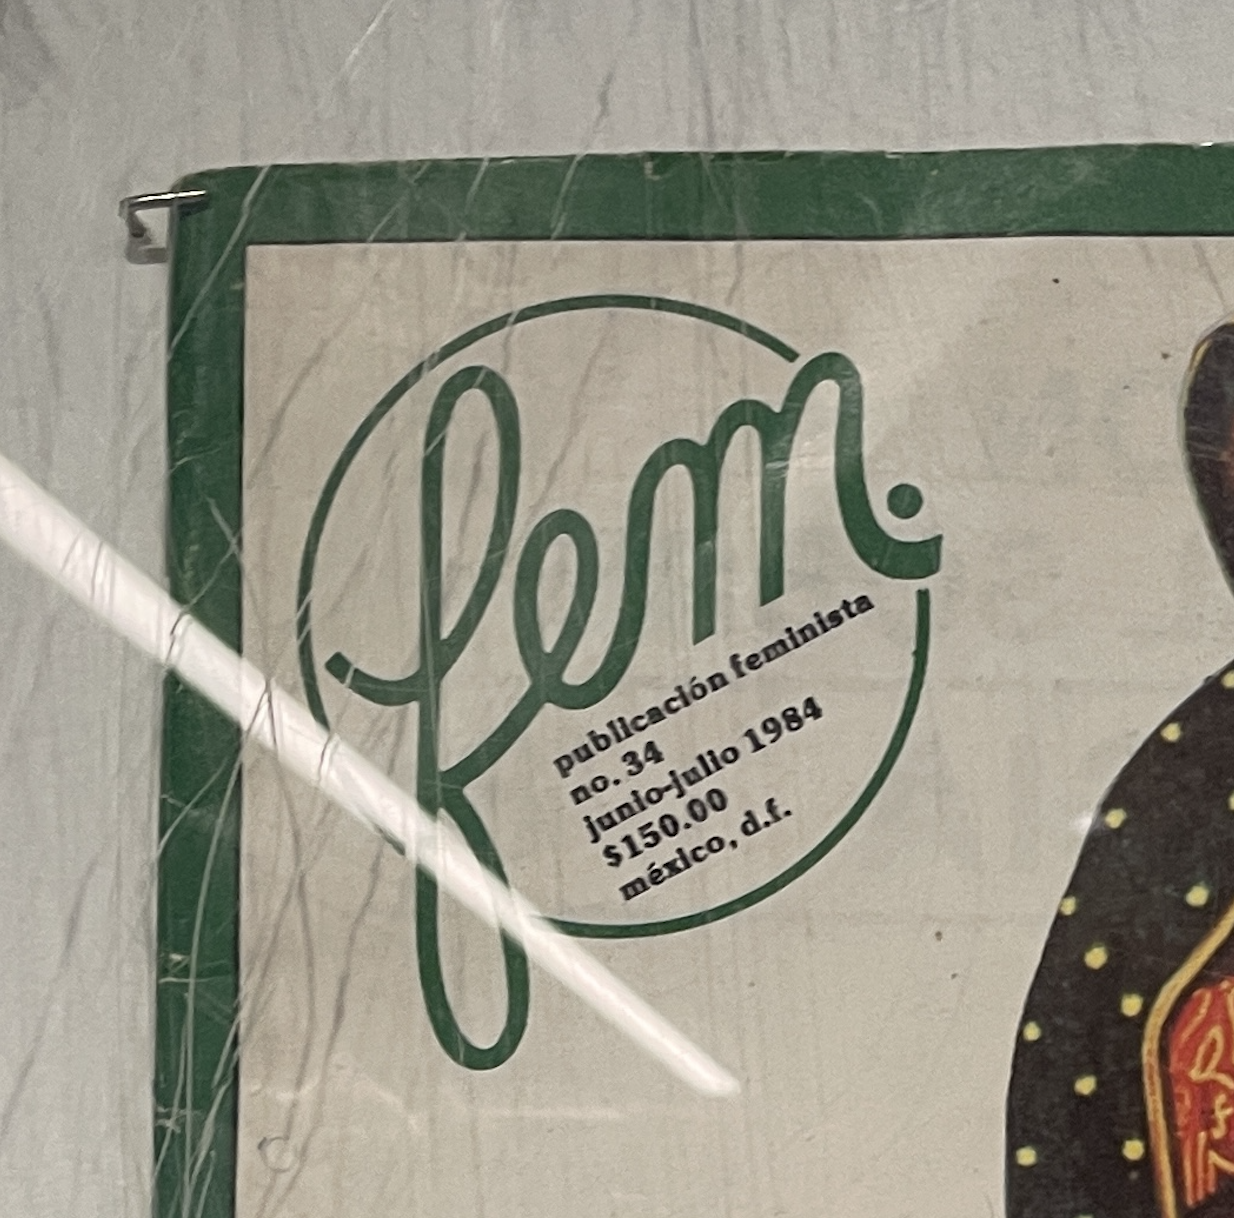 fem.
publicación feminista
no. 34
junio-julio 1984
$150.00
méxico, d.f.